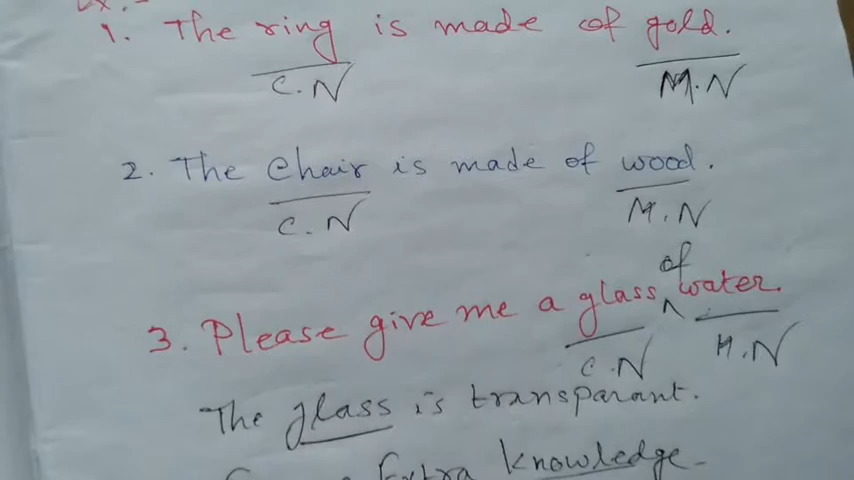 Ex:-
1. The ring is made of gold.
C.N M.N
2. The Chair is made of wood.
C.N M.N
of
3. Please give me a glass ^ water.
C.N M.N
The glass is transparant.
Extra knowledge-